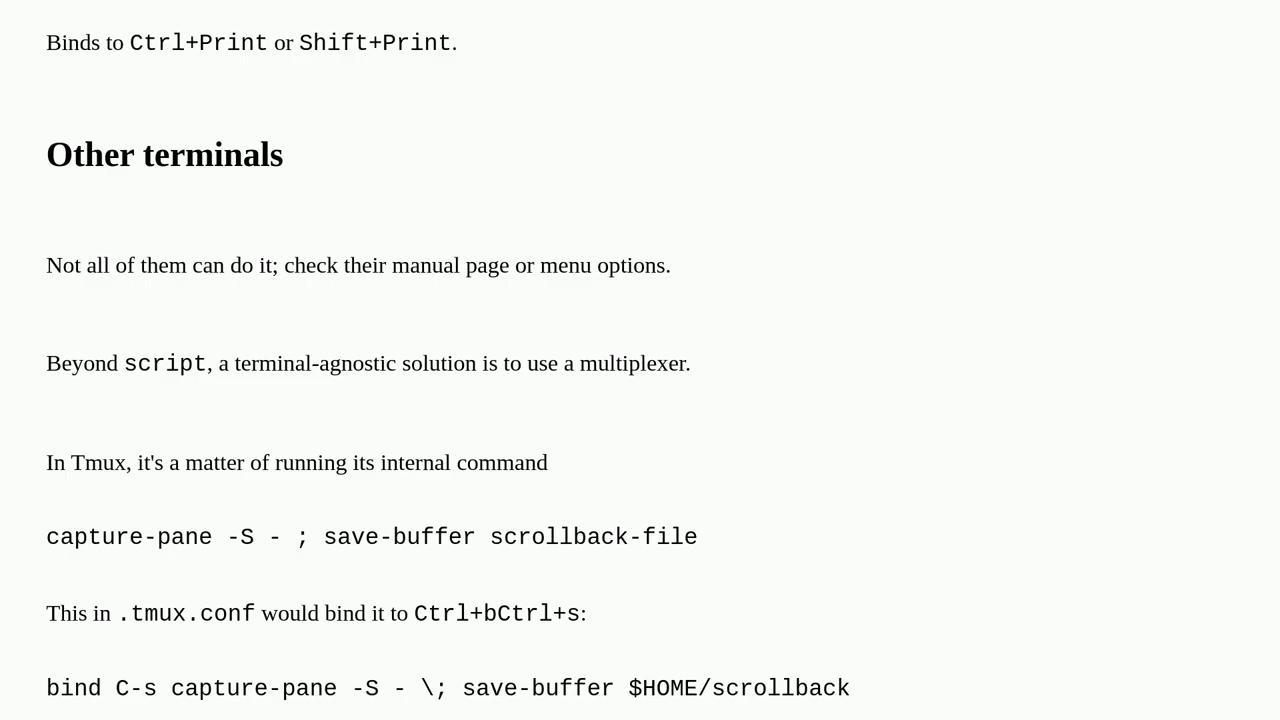 Binds to Ctrl+Print or Shift+Print.
Other terminals
Not all of them can do it; check their manual page or menu options.
Beyond script, a terminal-agnostic solution is to use a multiplexer.
In Tmux, it's a matter of running its internal command
capture-pane -S - ; save-buffer scrollback-file
This in .tmux.conf would bind it to Ctrl+bCtrl+s:
bind C-s capture-pane -S - \; save-buffer $HOME/scrollback